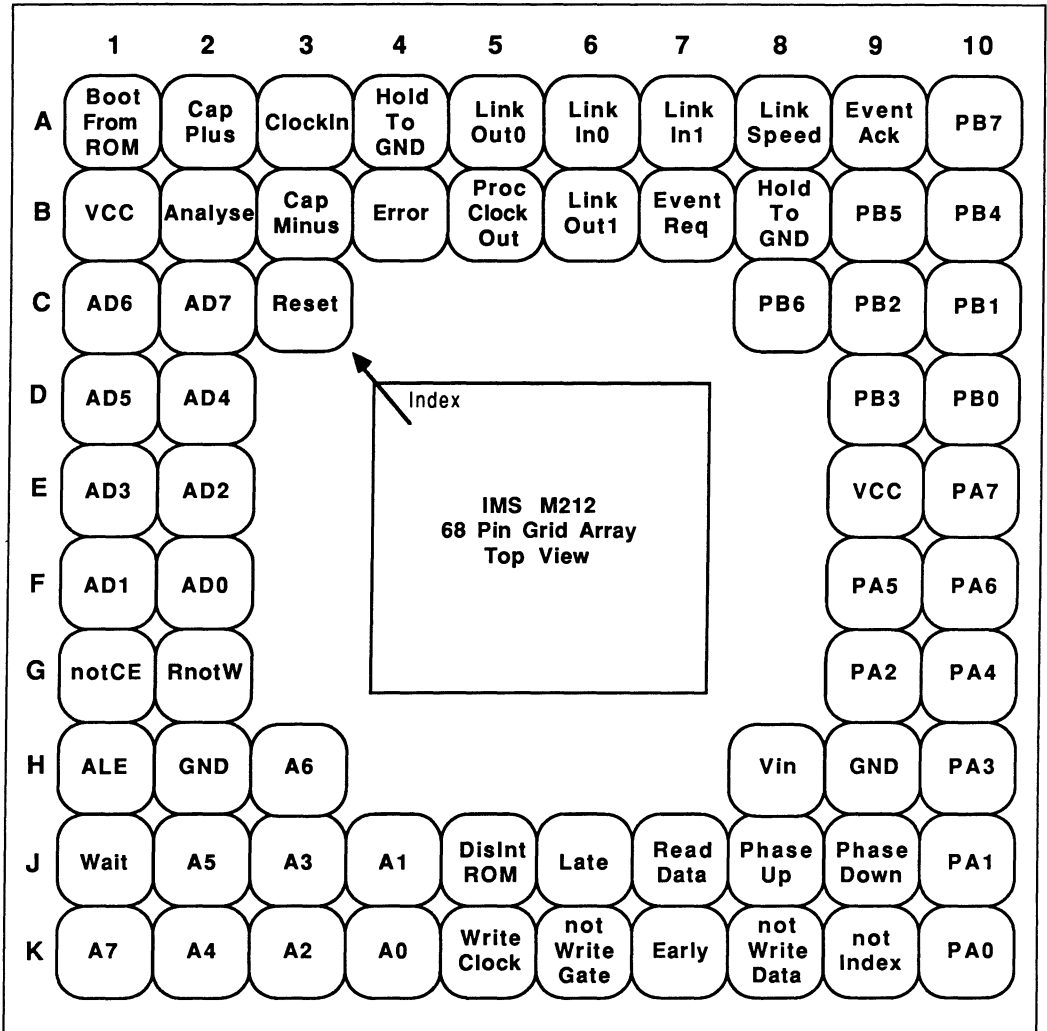 1 2 3 4 5 6 7 8 9 10
A
Boot From ROM
Cap Plus
ClockIn
Hold To GND
Link Out0
Link In0
Link In1
Link Speed
Event Ack
PB7
B
VCC
Analyse
Cap Minus
Error
Proc Clock Out
Link Out1
Event Req
Hold To GND
PB5
PB4
C
AD6
AD7
Reset
PB6
PB2
PB1
D
AD5
AD4
Index
PB3
PB0
E
AD3
AD2
IMS M212
68 Pin Grid Array
Top View
VCC
PA7
F
AD1
AD0
PA5
PA6
G
notCE
RnotW
PA2
PA4
H
ALE
GND
A6
Vin
GND
PA3
J
Wait
A5
A3
A1
DisInt ROM
Late
Read Data
Phase Up
Phase Down
PA1
K
A7
A4
A2
A0
Write Clock
not Write Gate
Early
not Write Data
not Index
PA0